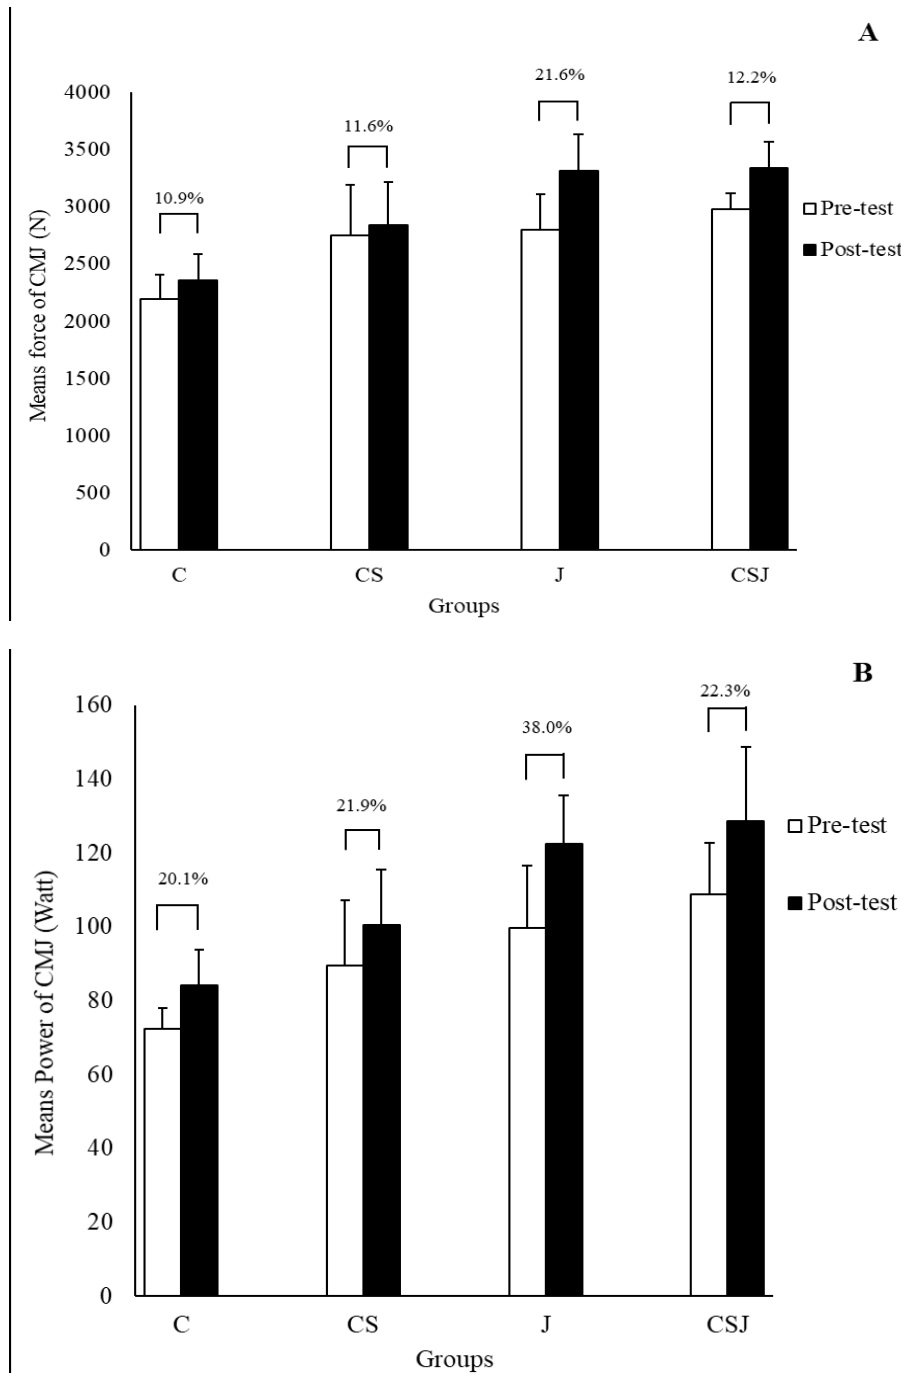 A
21.6%
12.2%
4000
11.6%
3500
10.9%
3000
Pre-test
Post-test
2500
2000
1500
1000
500
0
Means force of CMJ (N)
C CS J CSJ
Groups
B
22.3%
160
38.0%
140
21.9%
Pre-test
120
20.1%
Post-test
100
80
60
40
20
0
Means Power of CMJ (Watt)
C CS J CSJ
Groups